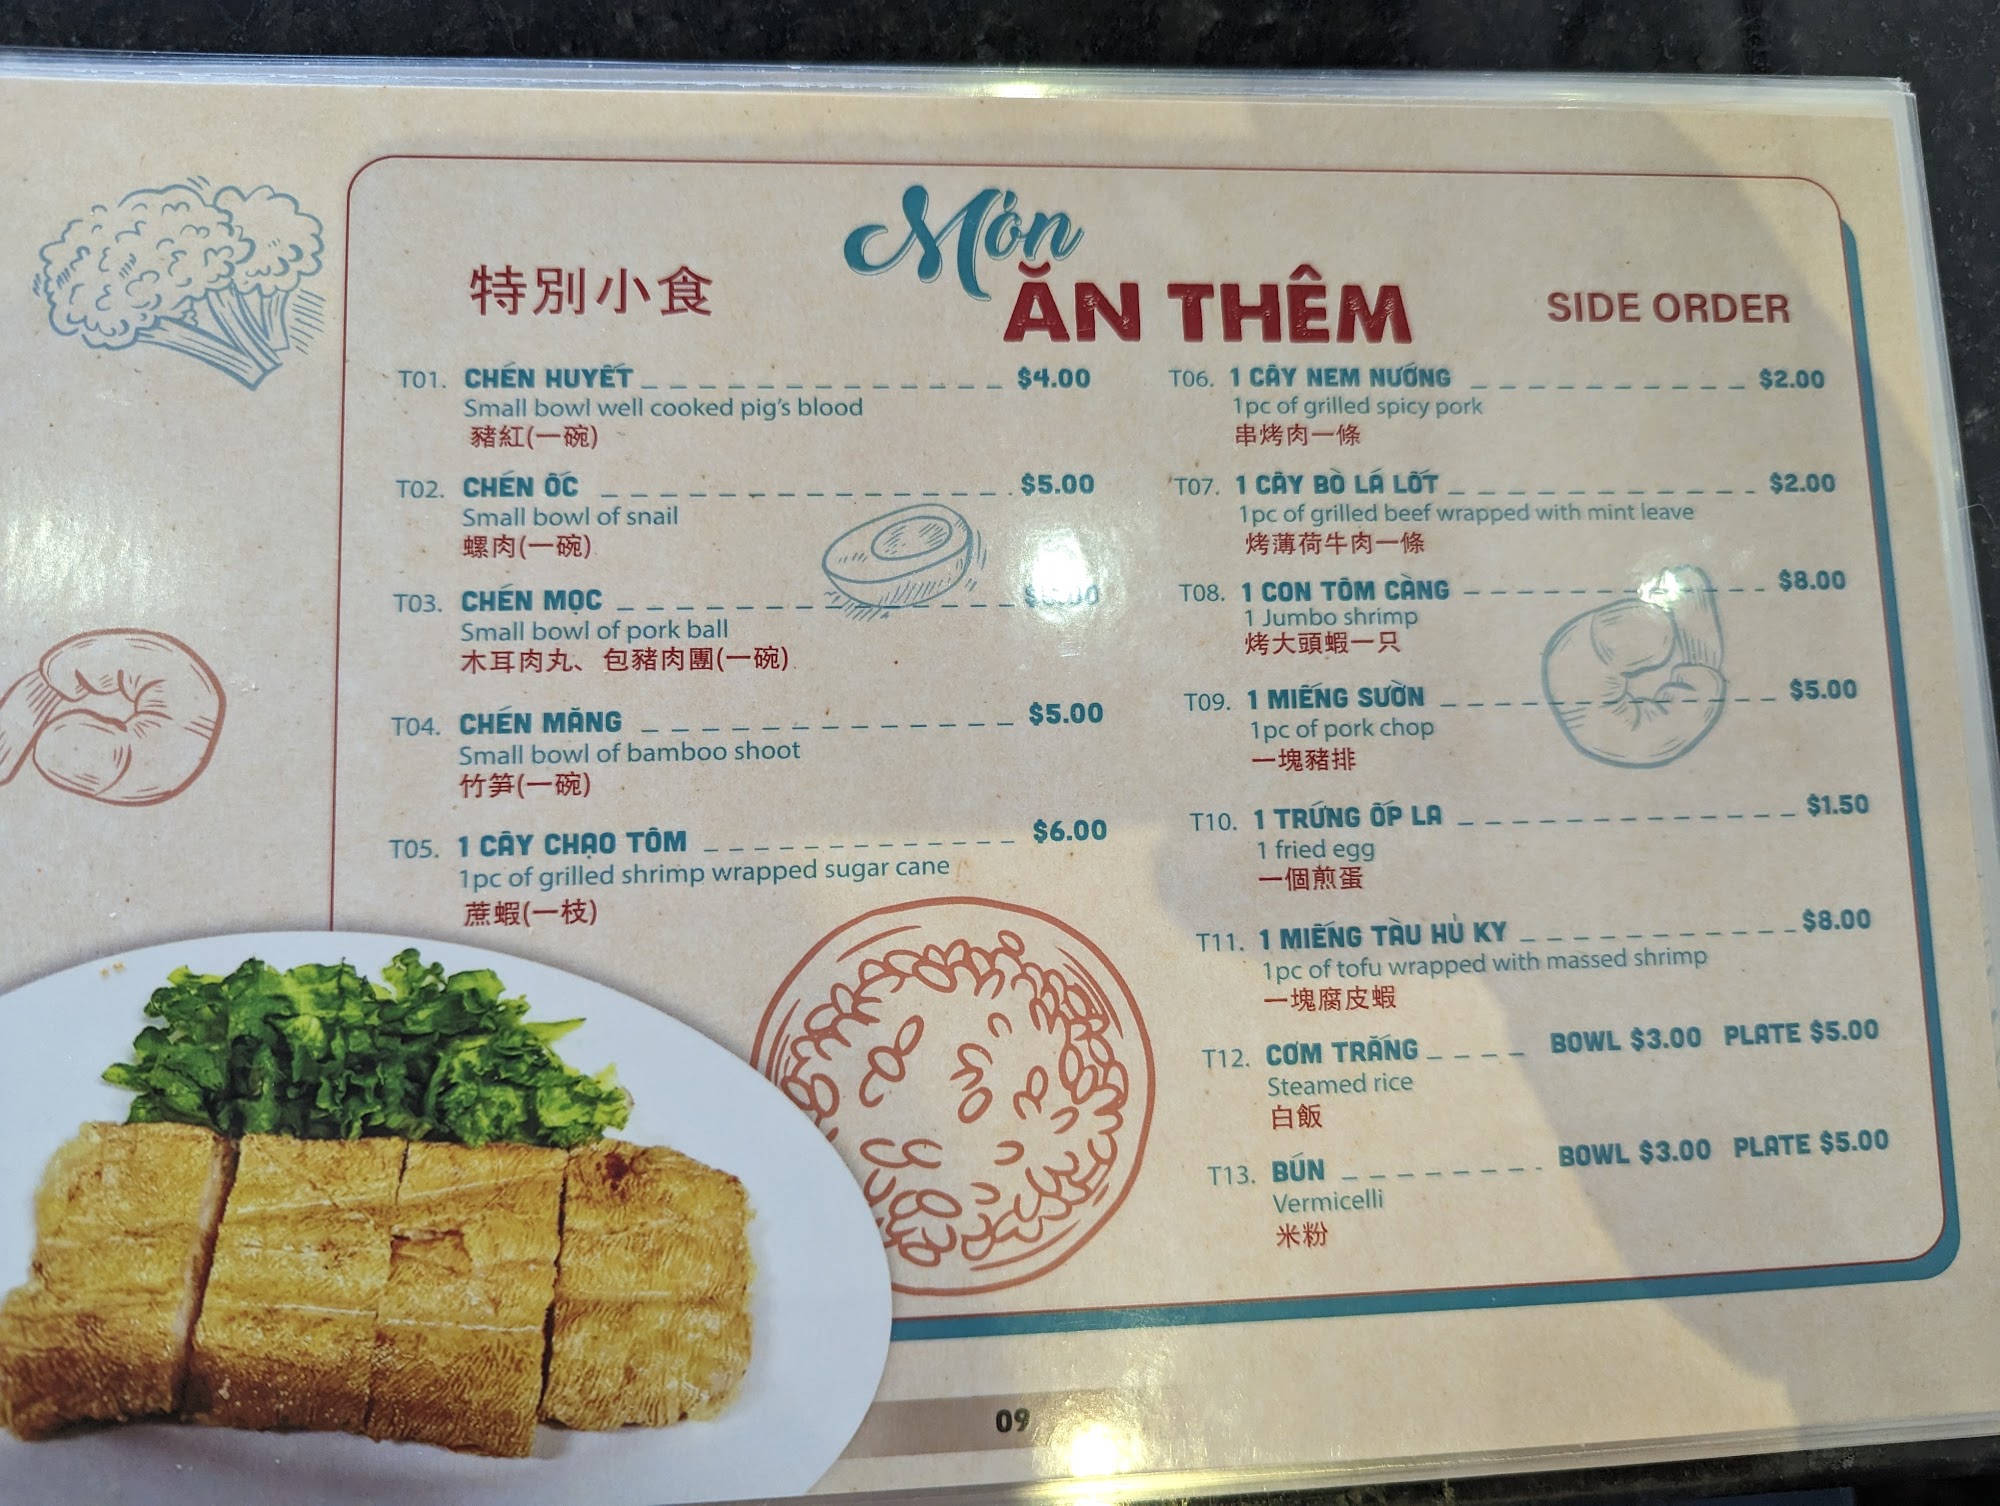 特別小食
Món
ĂN THÊM
SIDE ORDER
T01. CHÉN HUYẾT $4.00
Small bowl well cooked pig's blood
豬紅(一碗)
T02. CHÉN ỐC $5.00
Small bowl of snail
螺肉(一碗)
T03. CHÉN MỌC
Small bowl of pork ball
木耳肉丸、包豬肉團(一碗)
T04. CHÉN MĂNG $5.00
Small bowl of bamboo shoot
竹笋(一碗)
T05. 1 CÂY CHẠO TÔM $6.00
1pc of grilled shrimp wrapped sugar cane
蔗蝦(一枝)
T06. 1 CÂY NEM NƯỚNG $2.00
1pc of grilled spicy pork
串烤肉一條
T07. 1 CÂY BÒ LÁ LỐT $2.00
1pc of grilled beef wrapped with mint leave
烤薄荷牛肉一條
T08. 1 CON TÔM CÀNG $8.00
1 Jumbo shrimp
烤大頭蝦一只
T09. 1 MIẾNG SƯỜN $5.00
1pc of pork chop
一塊豬排
T10. 1 TRỨNG ỐP LA $1.50
1 fried egg
一個煎蛋
T11. 1 MIẾNG TÀU HỦ KY $8.00
1pc of tofu wrapped with massed shrimp
一塊腐皮蝦
T12. CƠM TRẮNG BOWL $3.00 PLATE $5.00
Steamed rice
白飯
T13. BÚN BOWL $3.00 PLATE $5.00
Vermicelli
米粉
09